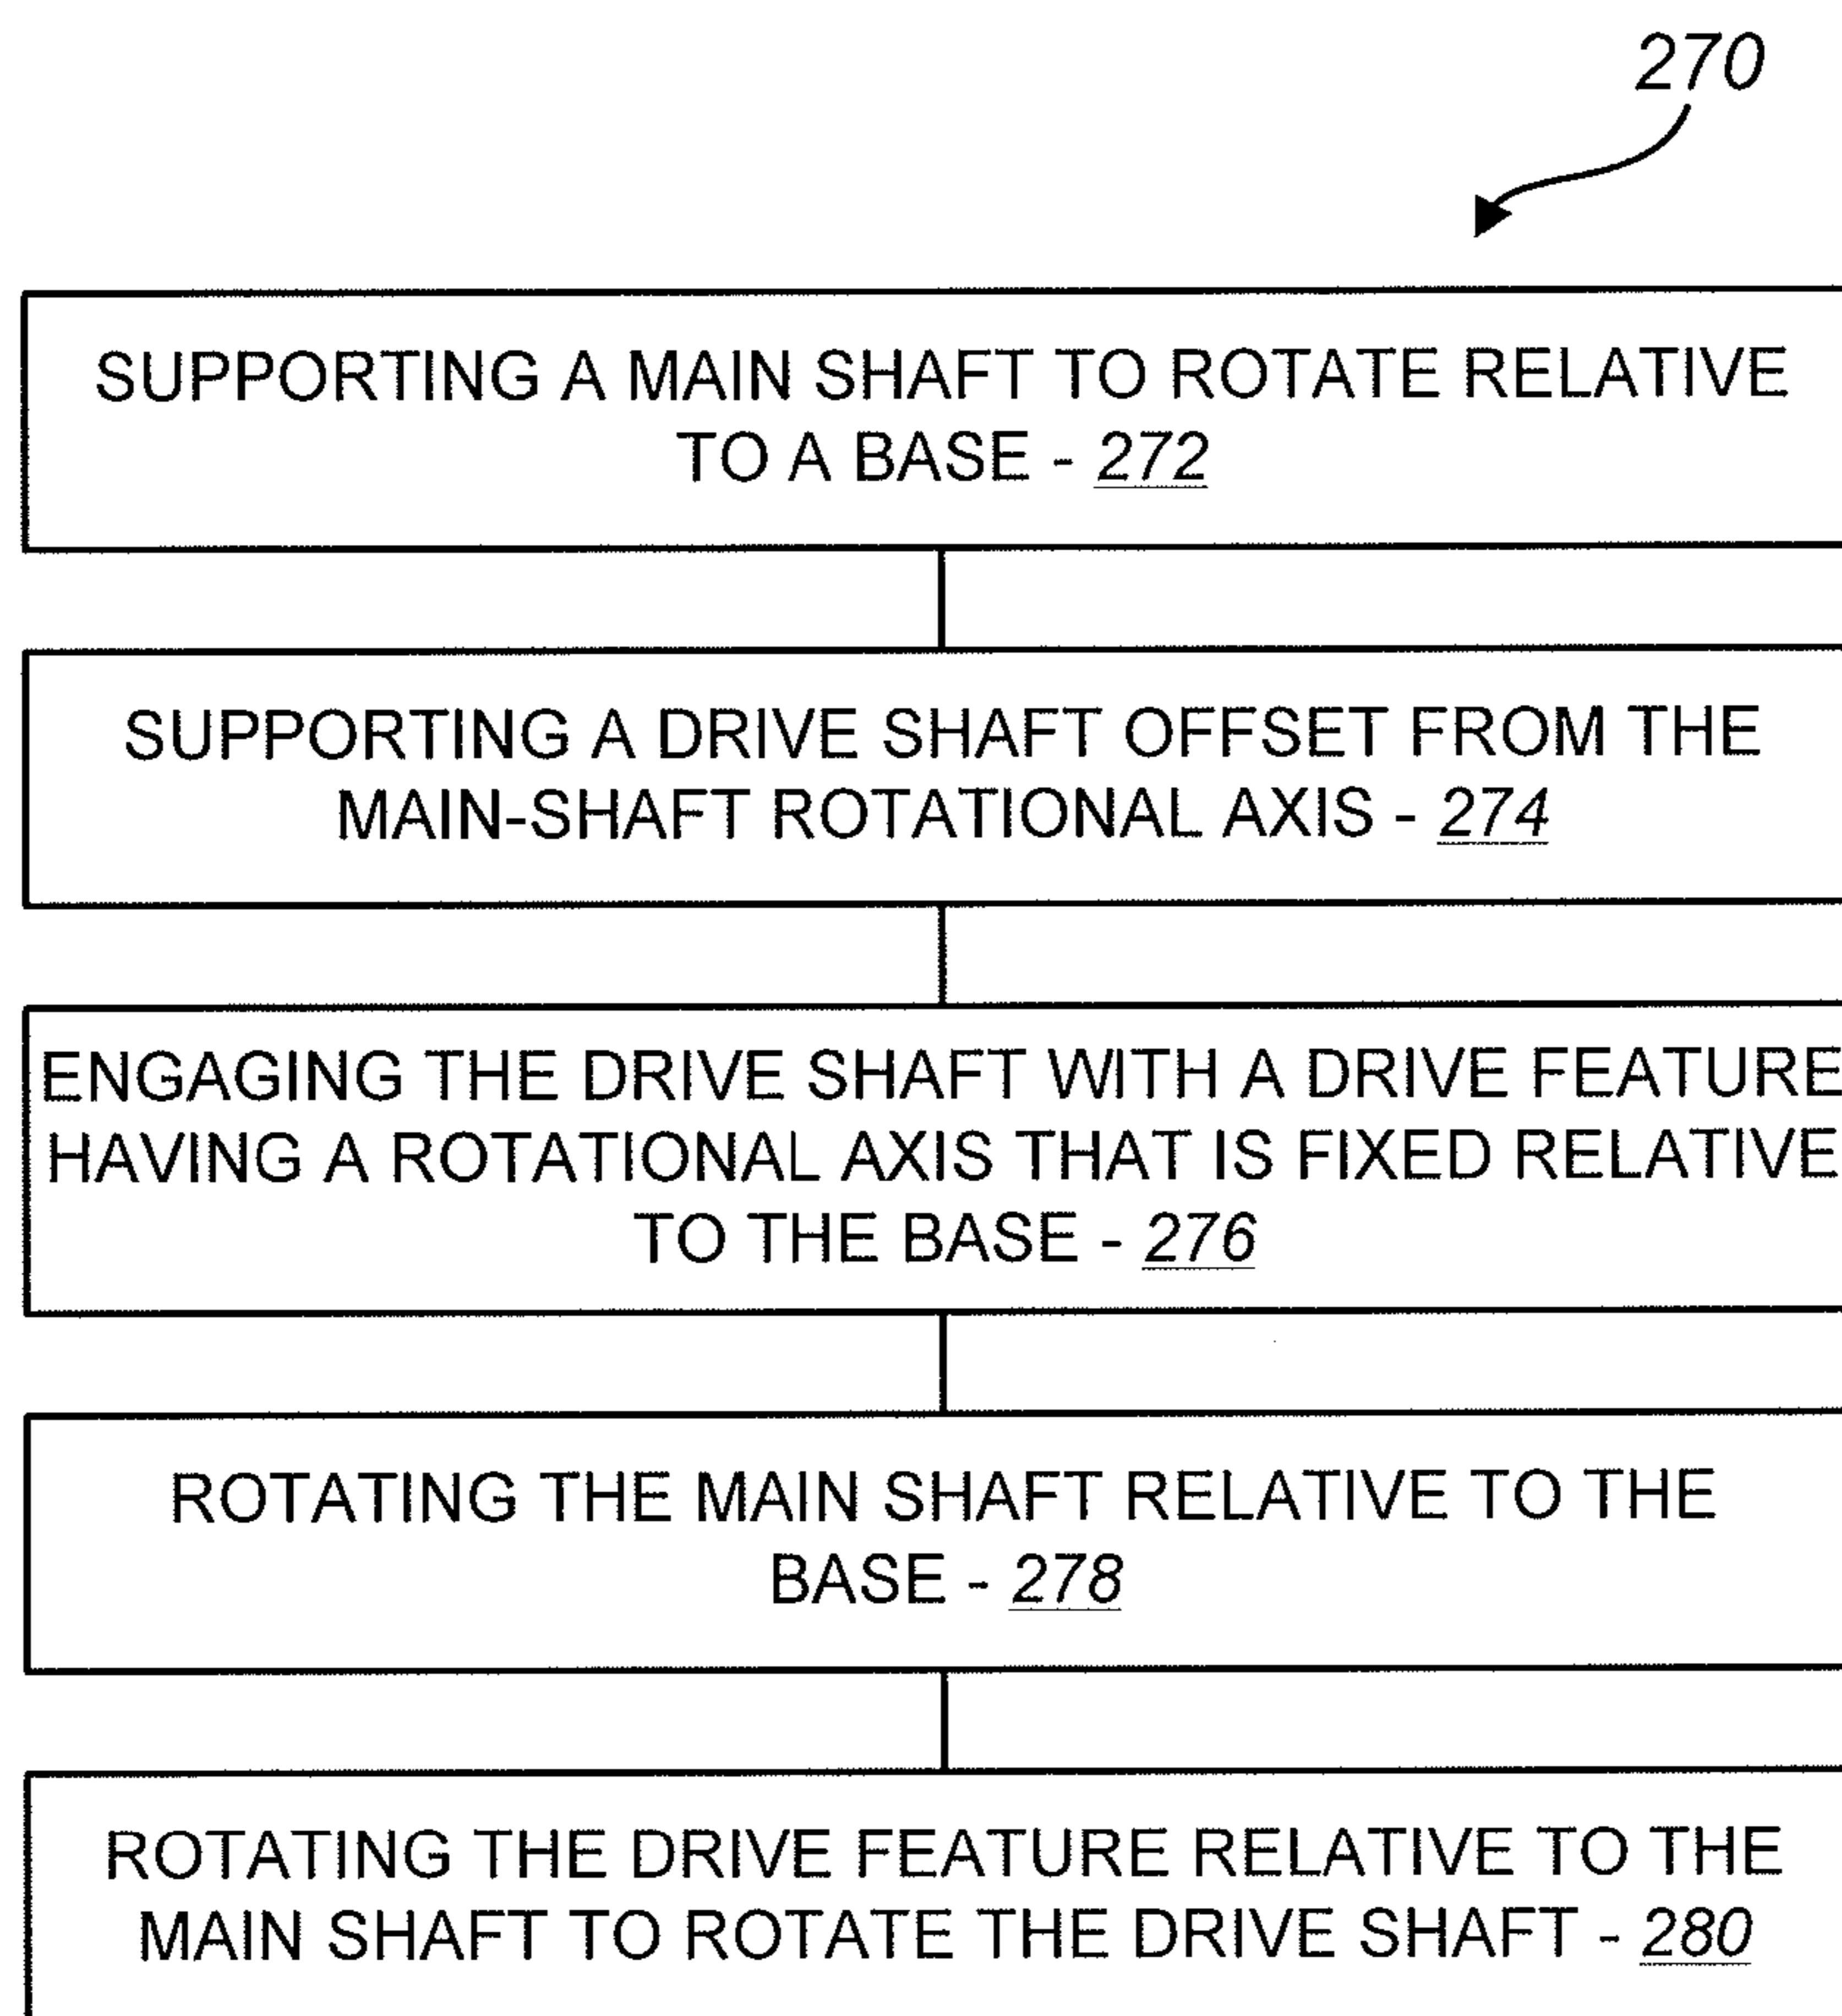 270
SUPPORTING A MAIN SHAFT TO ROTATE RELATIVE
TO A BASE - 272
SUPPORTING A DRIVE SHAFT OFFSET FROM THE
MAIN-SHAFT ROTATIONAL AXIS - 274
ENGAGING THE DRIVE SHAFT WITH A DRIVE FEATURE
HAVING A ROTATIONAL AXIS THAT IS FIXED RELATIVE
TO THE BASE - 276
ROTATING THE MAIN SHAFT RELATIVE TO THE
BASE - 278
ROTATING THE DRIVE FEATURE RELATIVE TO THE
MAIN SHAFT TO ROTATE THE DRIVE SHAFT - 280